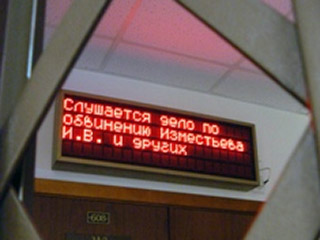 Слушается дело по
обвинению Изместьева
И.В. и других